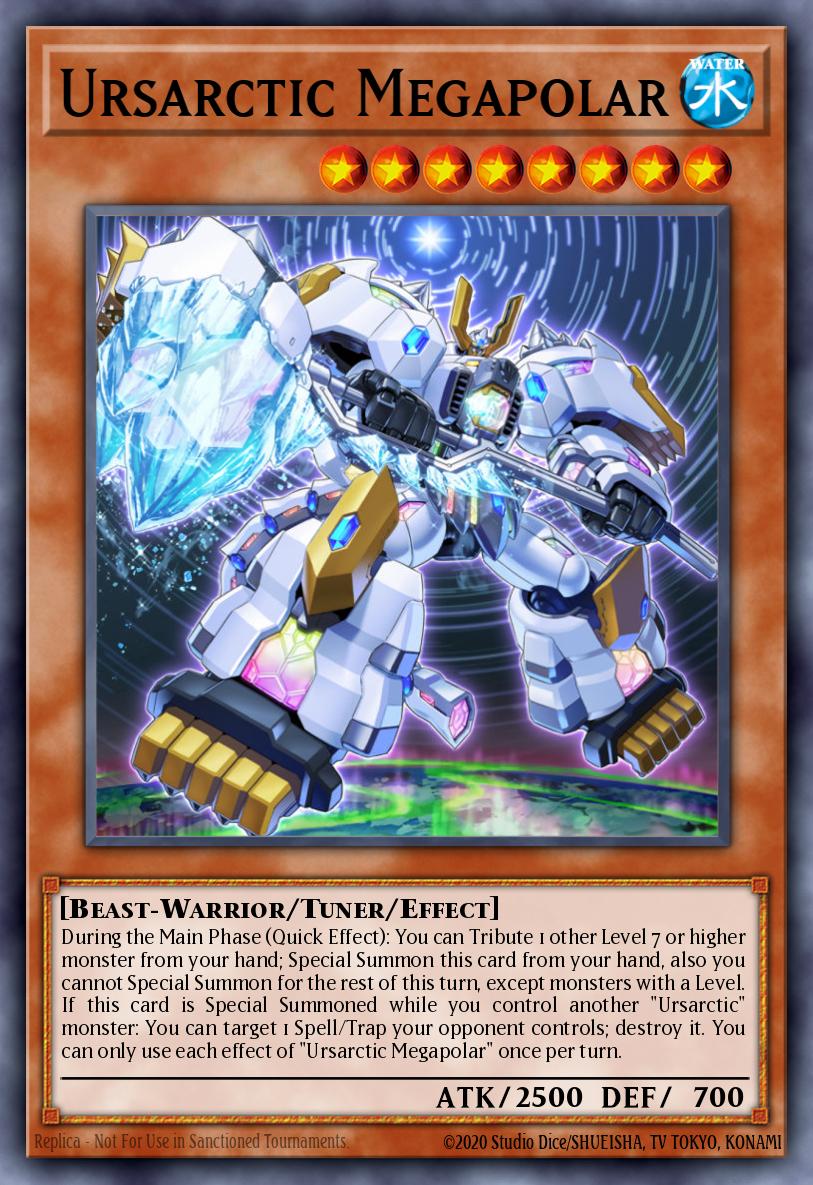 Ursarctic Megapolar
WATER
水
[Beast-Warrior/Tuner/Effect]
During the Main Phase (Quick Effect): You can Tribute 1 other Level 7 or higher
monster from your hand; Special Summon this card from your hand, also you
cannot Special Summon for the rest of this turn, except monsters with a Level.
If this card is Special Summoned while you control another "Ursarctic"
monster: You can target 1 Spell/Trap your opponent controls; destroy it. You
can only use each effect of "Ursarctic Megapolar" once per turn.
ATK/2500 DEF/ 700
Replica - Not For Use in Sanctioned Tournaments.
©2020 Studio Dice/SHUEISHA, TV TOKYO, KONAMI